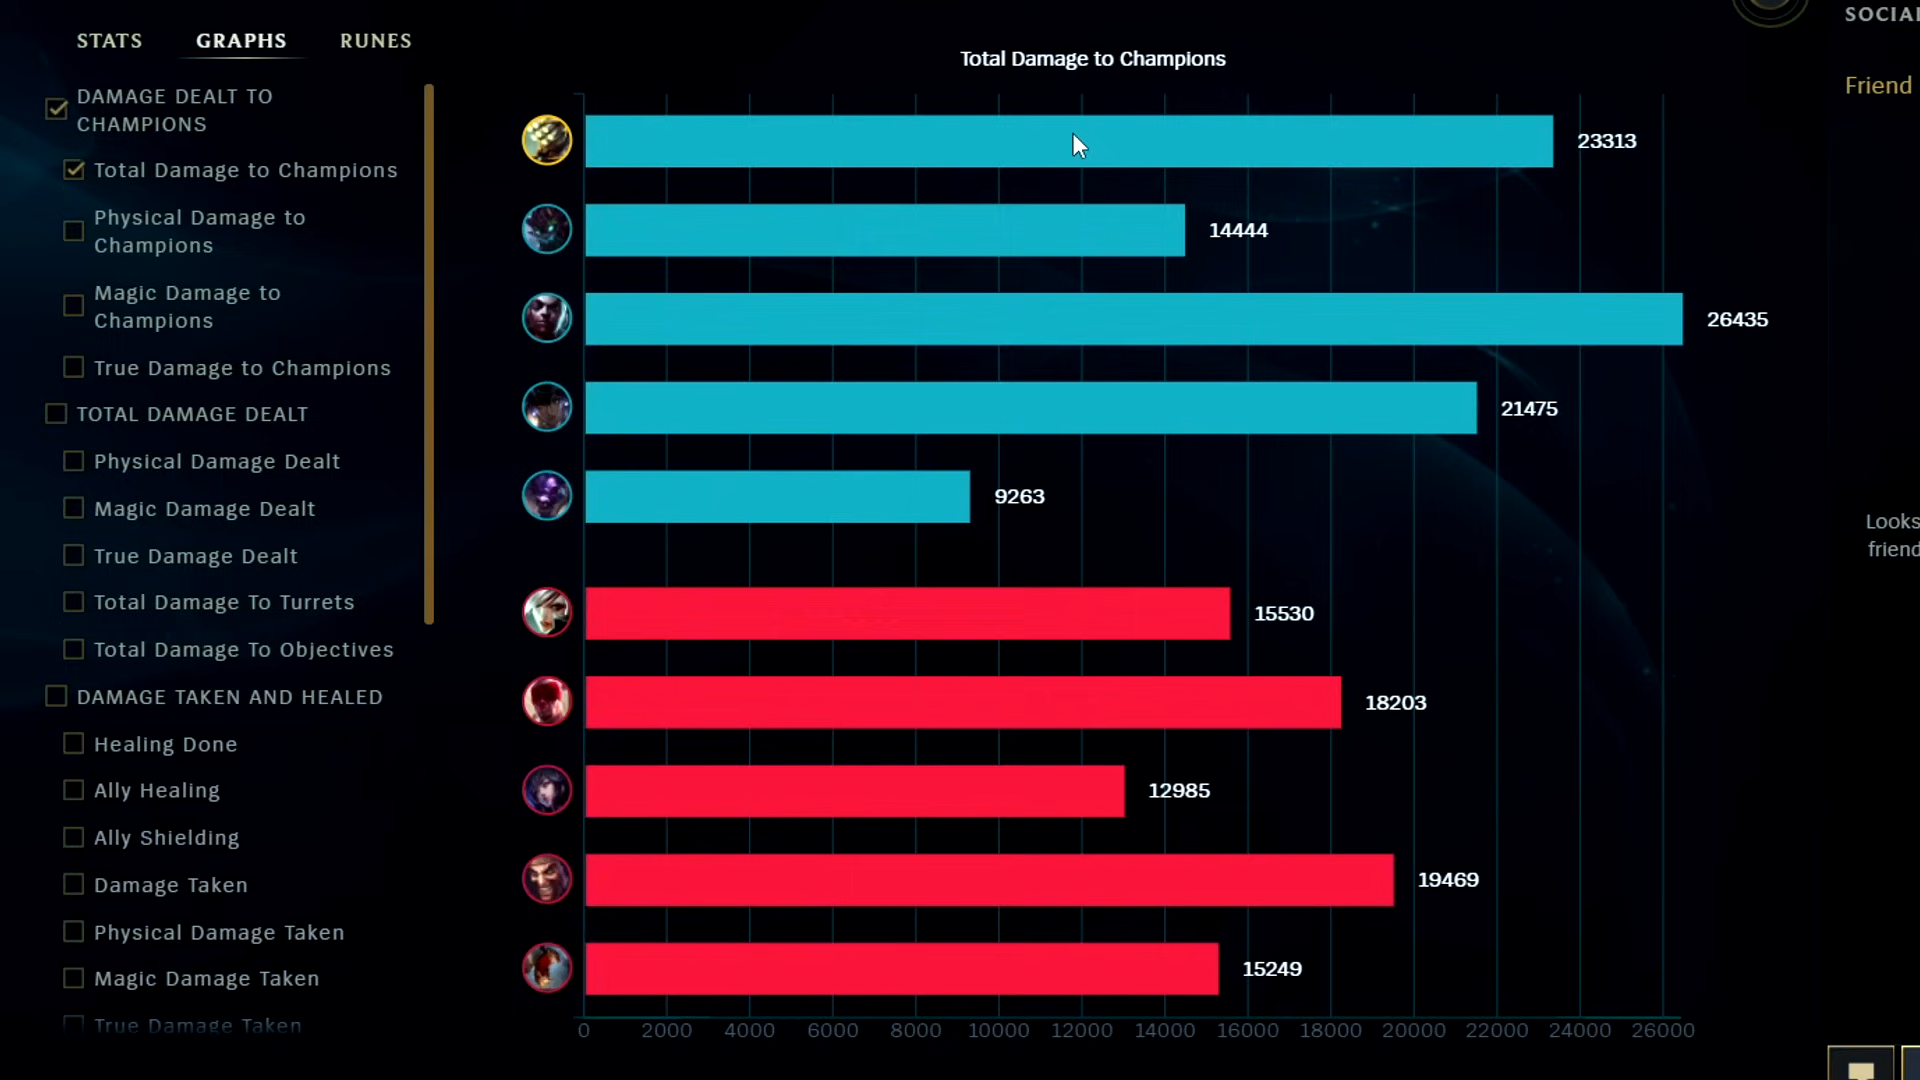 STATS GRAPHS RUNES
SOCIA
Total Damage to Champions
Friend
DAMAGE DEALT TO
CHAMPIONS
Total Damage to Champions
Physical Damage to
Champions
Magic Damage to
Champions
True Damage to Champions
TOTAL DAMAGE DEALT
Physical Damage Dealt
Magic Damage Dealt
True Damage Dealt
Total Damage To Turrets
Total Damage To Objectives
DAMAGE TAKEN AND HEALED
Healing Done
Ally Healing
Ally Shielding
Damage Taken
Physical Damage Taken
Magic Damage Taken
True Damage Taken
23313
14444
26435
21475
9263
15530
18203
12985
19469
15249
0 2000 4000 6000 8000 10000 12000 14000 16000 18000 20000 22000 24000 26000
Looks
friend